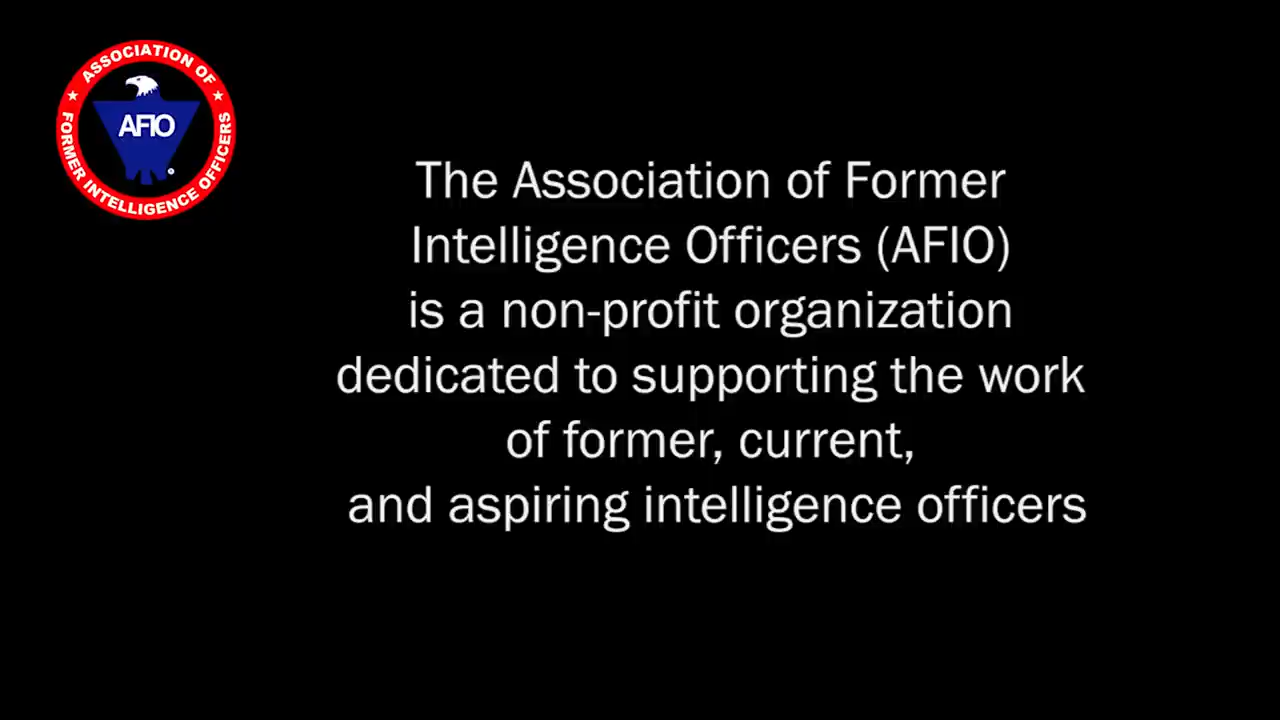 ASSOCIATION OF
FORMER INTELLIGENCE OFFICERS
AFIO
The Association of Former
Intelligence Officers (AFIO)
is a non-profit organization
dedicated to supporting the work
of former, current,
and aspiring intelligence officers